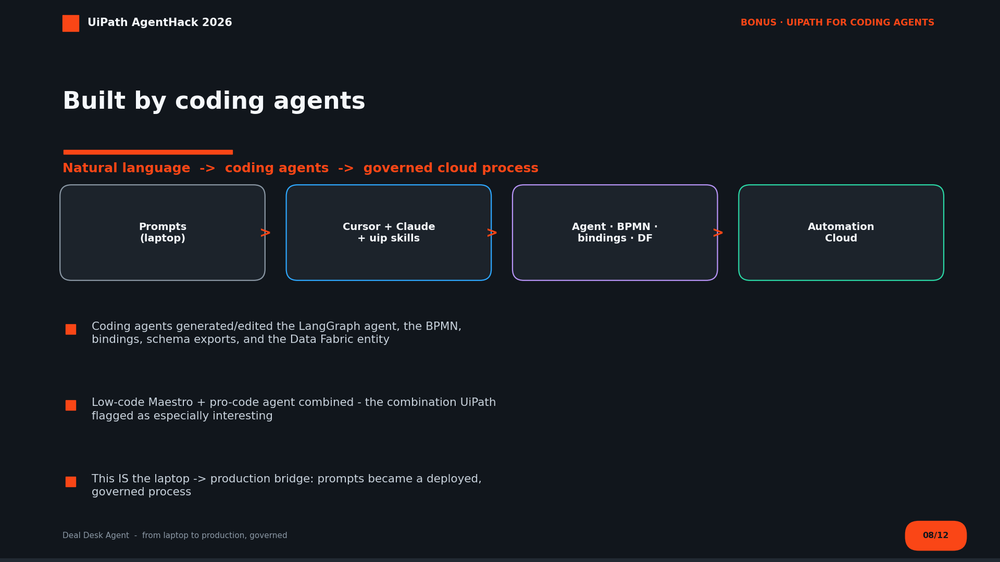 UiPath AgentHack 2026
BONUS · UIPATH FOR CODING AGENTS
Built by coding agents
Natural language -> coding agents -> governed cloud process
Prompts
(laptop)
>
Cursor + Claude
+ uip skills
>
Agent · BPMN ·
bindings · DF
>
Automation
Cloud
Coding agents generated/edited the LangGraph agent, the BPMN,
bindings, schema exports, and the Data Fabric entity
Low-code Maestro + pro-code agent combined - the combination UiPath
flagged as especially interesting
This IS the laptop -> production bridge: prompts became a deployed,
governed process
Deal Desk Agent - from laptop to production, governed
08/12